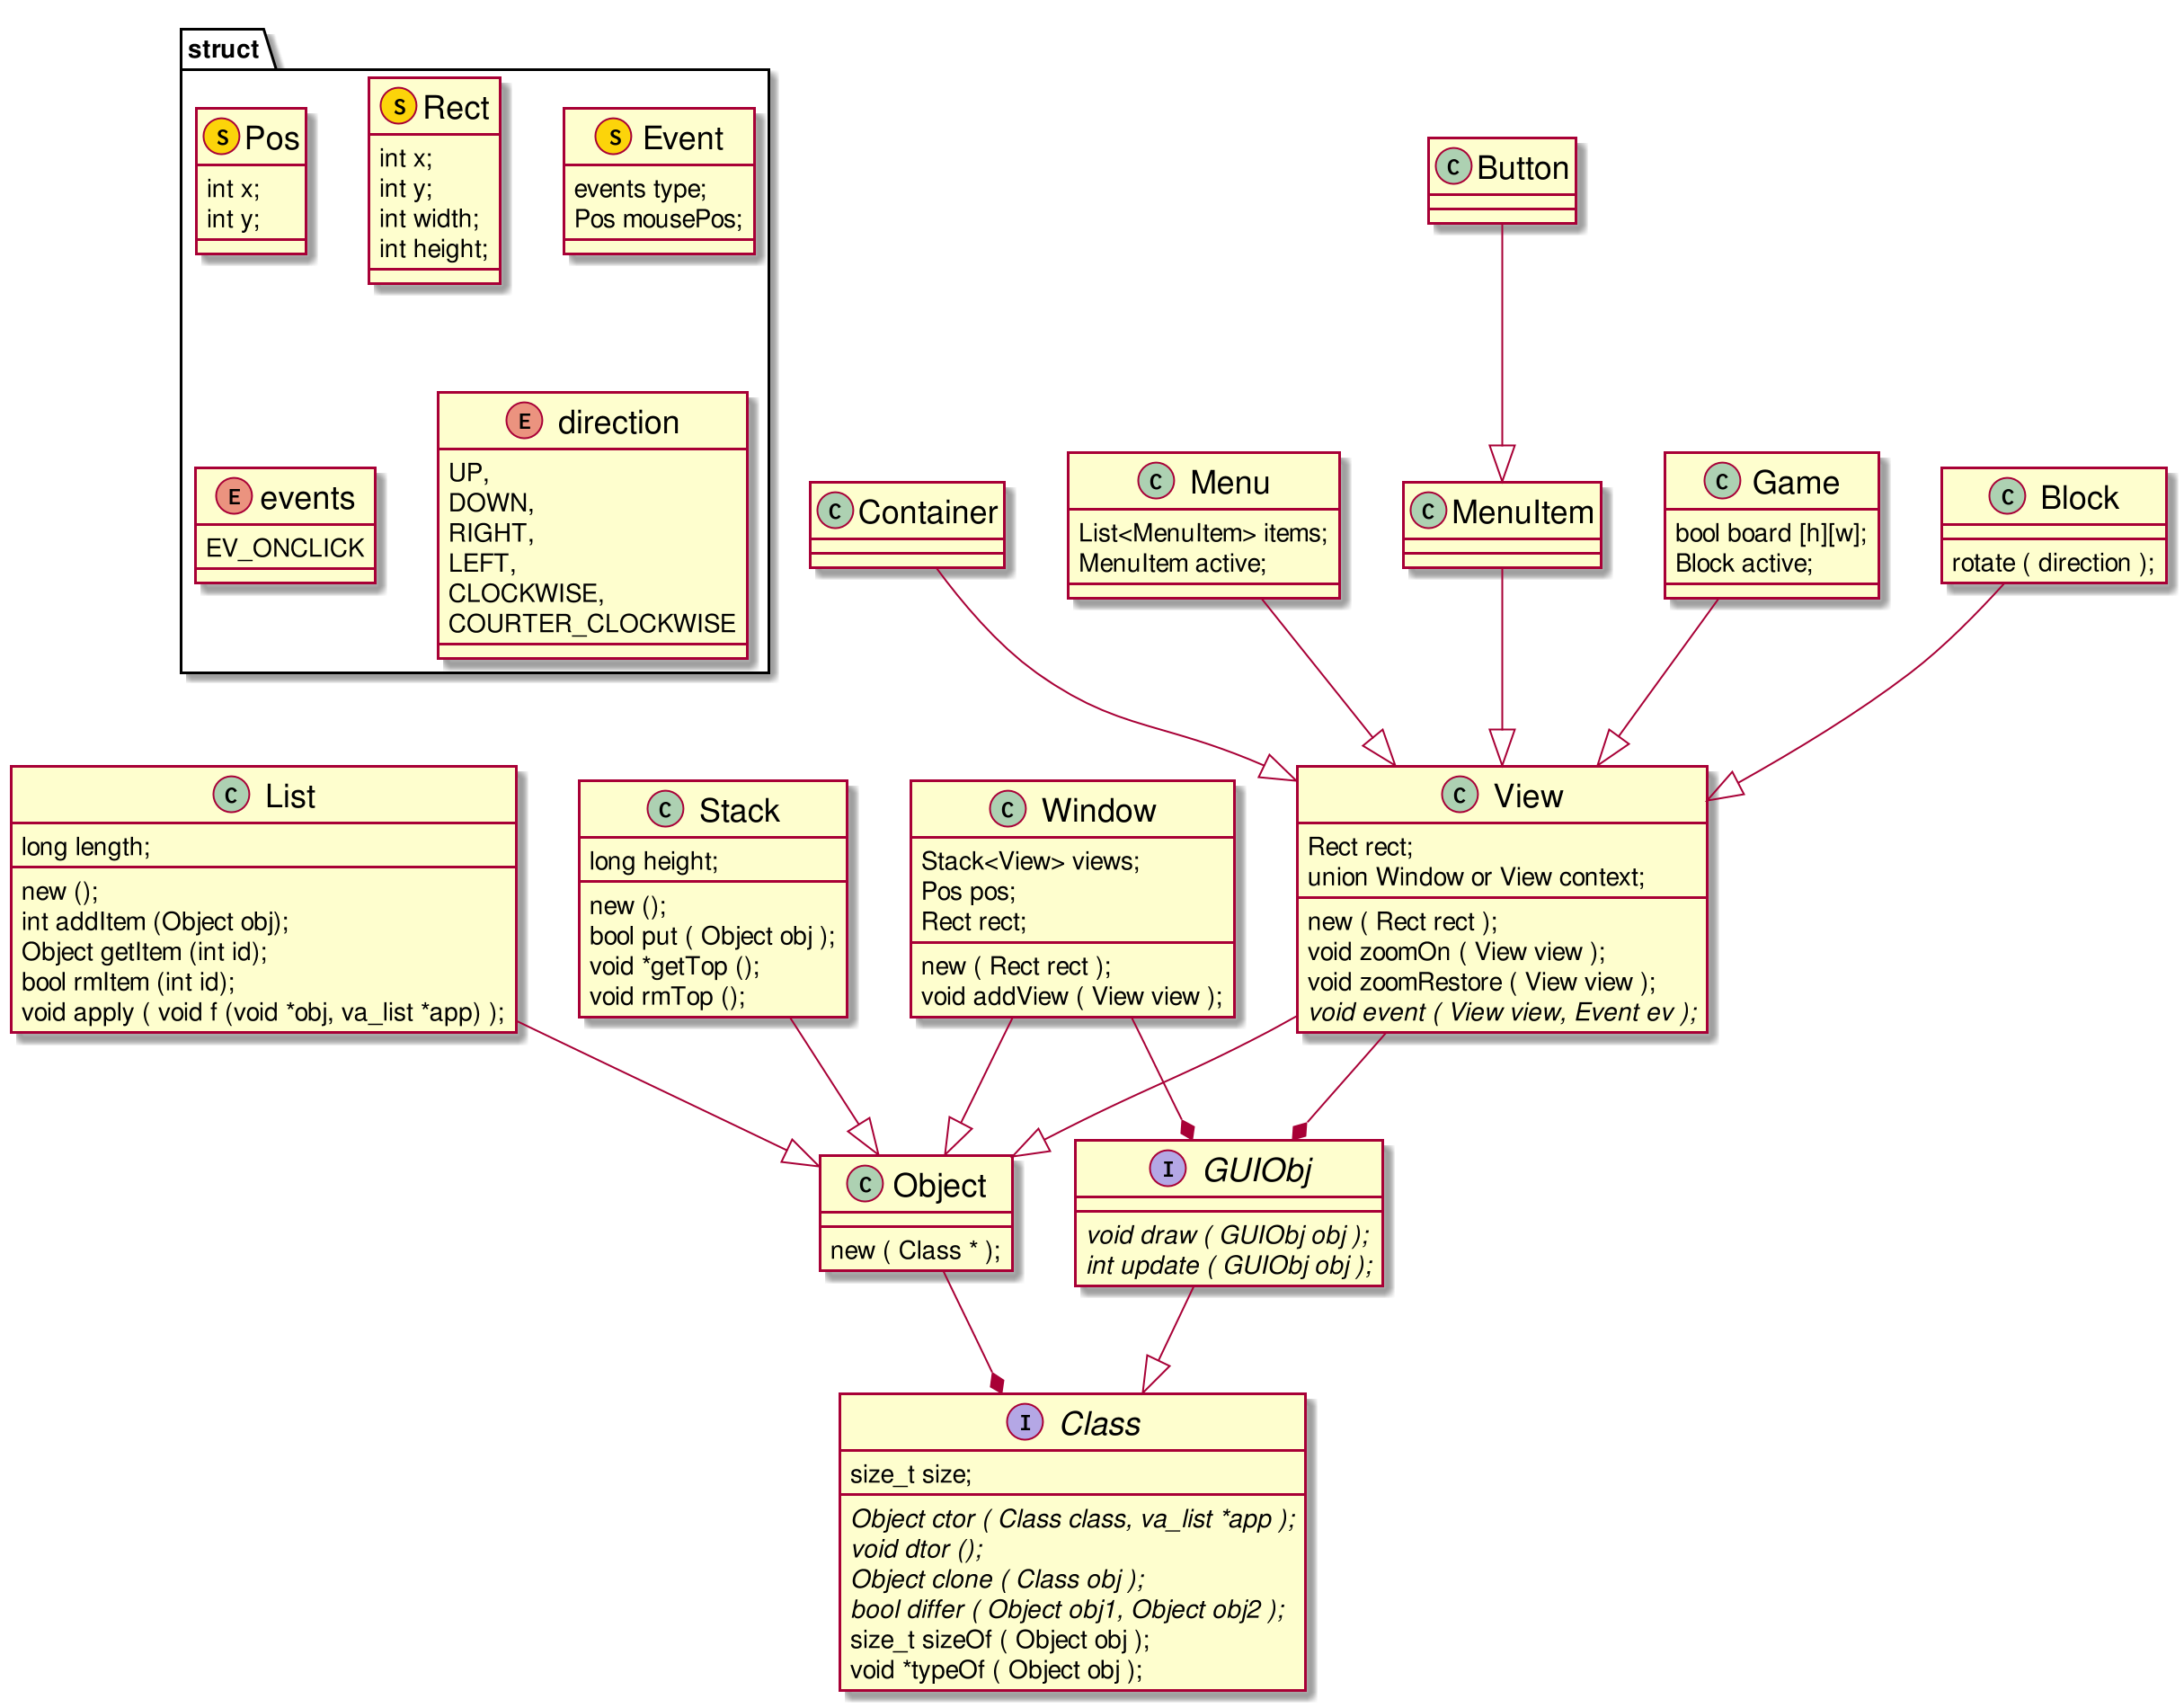 struct
S Pos
int x;
int y;
S Rect
int x;
int y;
int width;
int height;
S Event
events type;
Pos mousePos;
E events
EV_ONCLICK
E direction
UP,
DOWN,
RIGHT,
LEFT,
CLOCKWISE,
COURTER_CLOCKWISE
C Button
C Container
C Menu
List<MenuItem> items;
MenuItem active;
C MenuItem
C Game
bool board [h][w];
Block active;
C Block
rotate ( direction );
C List
long length;
new ();
int addItem (Object obj);
Object getItem (int id);
bool rmItem (int id);
void apply ( void f (void *obj, va_list *app) );
C Stack
long height;
new ();
bool put ( Object obj );
void *getTop ();
void rmTop ();
C Window
Stack<View> views;
Pos pos;
Rect rect;
new ( Rect rect );
void addView ( View view );
C View
Rect rect;
union Window or View context;
new ( Rect rect );
void zoomOn ( View view );
void zoomRestore ( View view );
void event ( View view, Event ev );
C Object
new ( Class * );
I GUIObj
void draw ( GUIObj obj );
int update ( GUIObj obj );
I Class
size_t size;
Object ctor ( Class class, va_list *app );
void dtor ();
Object clone ( Class obj );
bool differ ( Object obj1, Object obj2 );
size_t sizeOf ( Object obj );
void *typeOf ( Object obj );